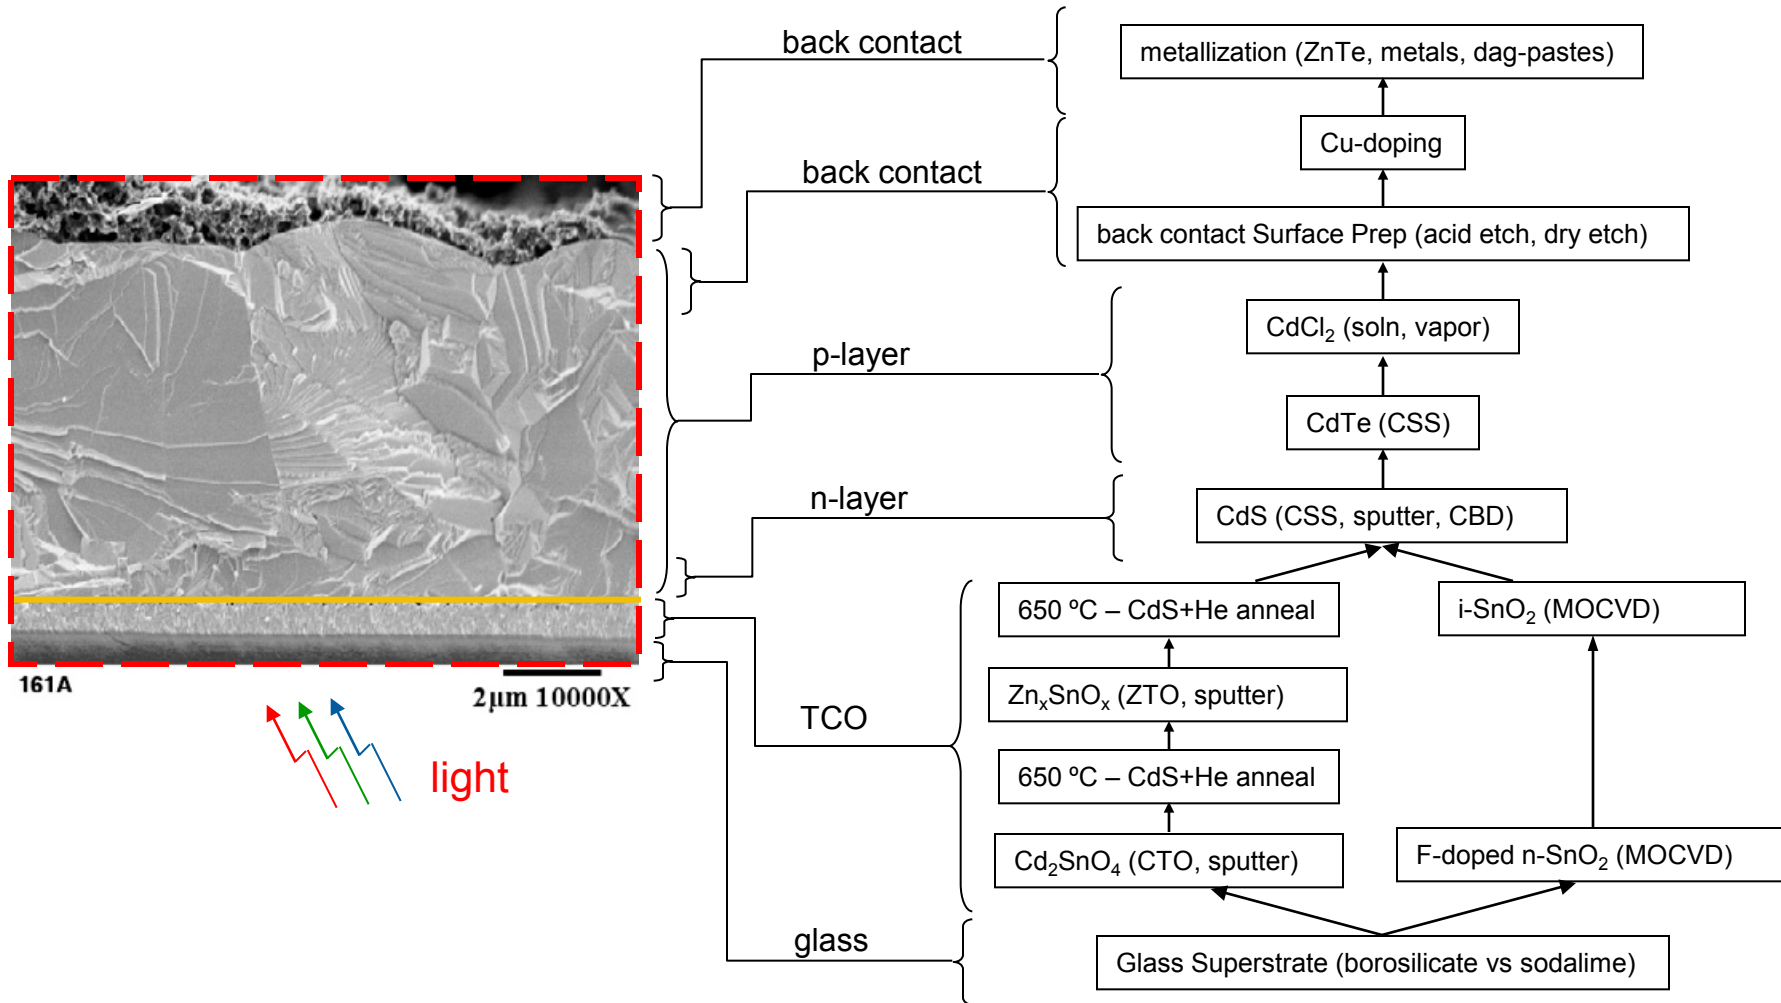 back contact
metallization (ZnTe, metals, dag-pastes)
Cu-doping
back contact
back contact Surface Prep (acid etch, dry etch)
CdCl₂ (soln, vapor)
p-layer
CdTe (CSS)
n-layer
CdS (CSS, sputter, CBD)
650 ºC – CdS+He anneal
i-SnO₂ (MOCVD)
161A
2µm 10000X
ZnₓSnOₓ (ZTO, sputter)
TCO
light
650 ºC – CdS+He anneal
Cd₂SnO₄ (CTO, sputter)
F-doped n-SnO₂ (MOCVD)
glass
Glass Superstrate (borosilicate vs sodalime)